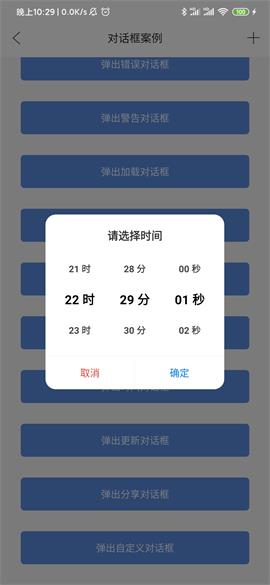 晚上10:29 | 0.0K/s
100
对话框案例
弹出错误对话框
弹出警告对话框
弹出加载对话框
请选择时间
21 时 28 分 00 秒
22 时 29 分 01 秒
23 时 30 分 02 秒
取消 确定
弹出更新对话框
弹出分享对话框
弹出自定义对话框